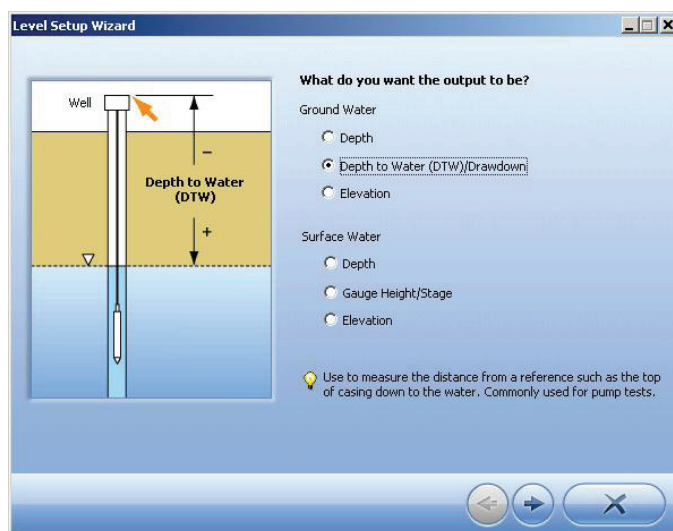 Level Setup Wizard
Well
Depth to Water
(DTW)
−
+
What do you want the output to be?
Ground Water
Depth
Depth to Water (DTW)/Drawdown
Elevation
Surface Water
Depth
Gauge Height/Stage
Elevation
Use to measure the distance from a reference such as the top
of casing down to the water. Commonly used for pump tests.